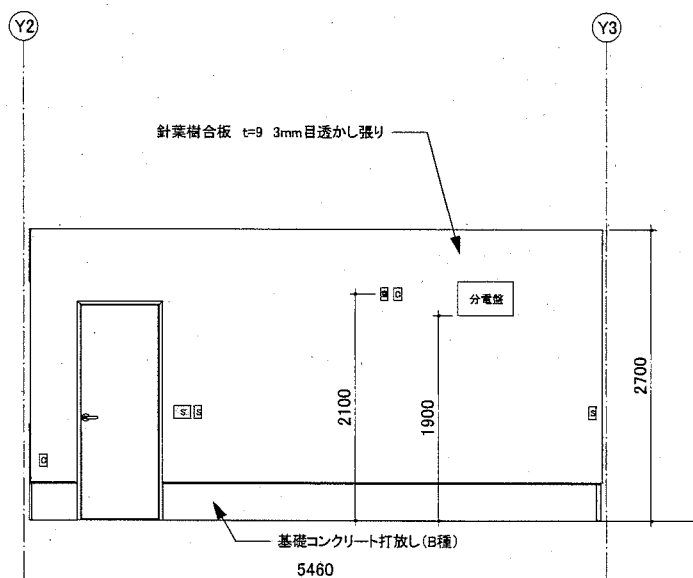 Y2
Y3
針葉樹合板 t=9 3mm目透かし張り
C
分電盤
2100
1900
2700
S S
S
C
基礎コンクリート打放し(B種)
5460